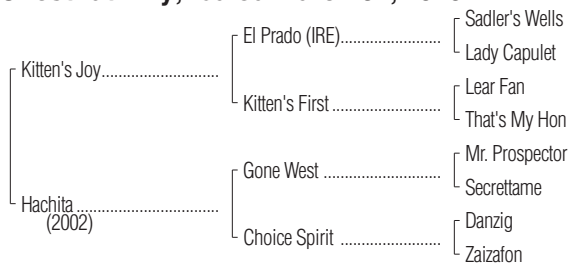 Kitten's Joy
El Prado (IRE)
Sadler's Wells
Lady Capulet
Kitten's First
Lear Fan
That's My Hon
Hachita
(2002)
Gone West
Mr. Prospector
Secrettame
Choice Spirit
Danzig
Zaizafon